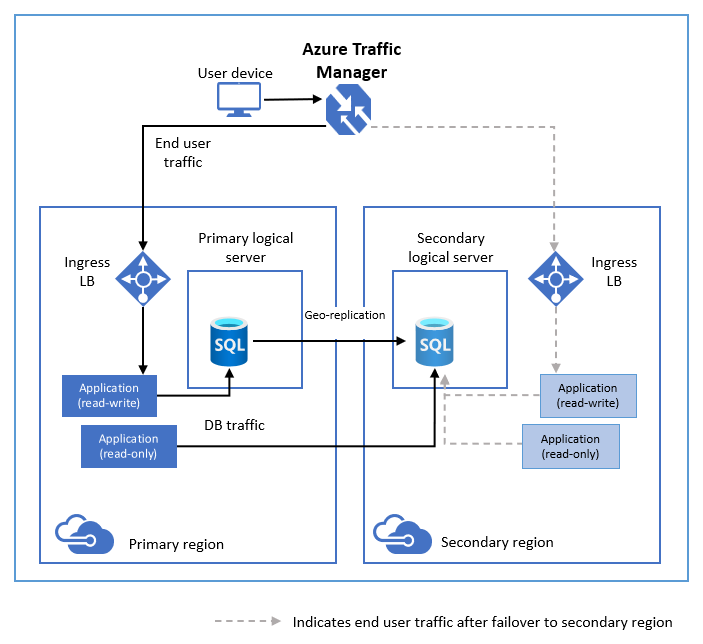 Azure Traffic
Manager
User device
End user
traffic
Ingress
LB
Primary logical
server
SQL
Geo-replication
Secondary
logical server
SQL
Ingress
LB
Application
(read-write)
Application
(read-only)
DB traffic
Application
(read-write)
Application
(read-only)
Primary region
Secondary region
Indicates end user traffic after failover to secondary region